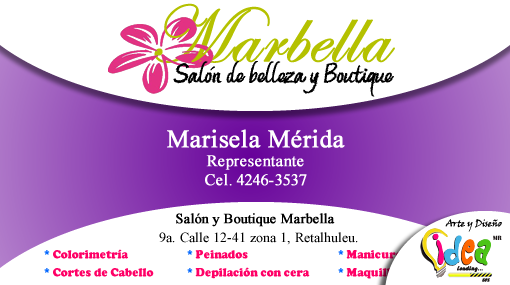 Marbella
Salón de belleza y Boutique
Marisela Mérida
Representante
Cel. 4246-3537
Salón y Boutique Marbella
9a. Calle 12-41 zona 1, Retalhuleu.
* Colorimetría * Peinados
* Cortes de Cabello * Depilación con cera
Arte y Diseño
idea
MR
Loading...